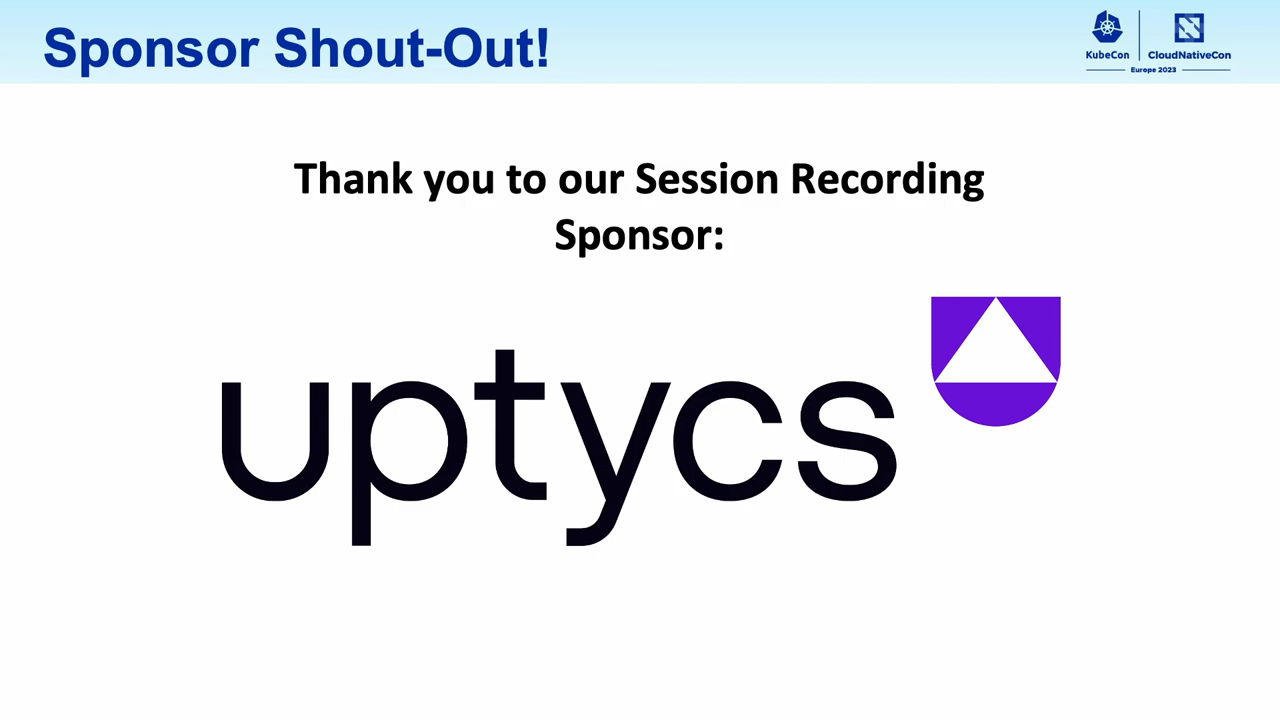 Sponsor Shout-Out!
KubeCon
CloudNativeCon
Europe 2023
Thank you to our Session Recording
Sponsor:
uptycs